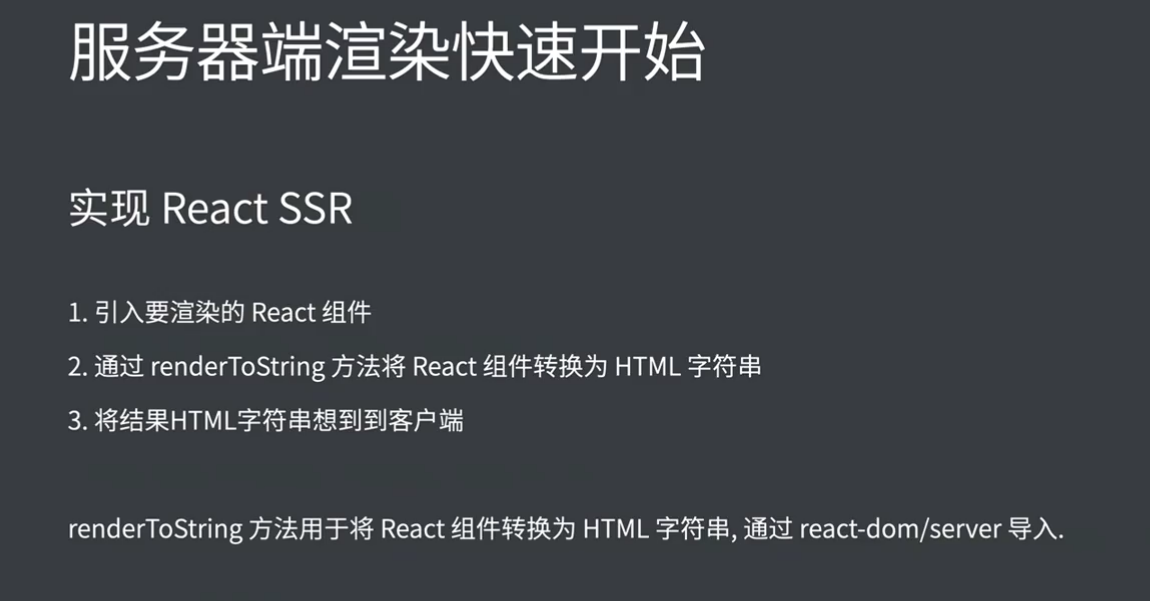 服务器端渲染快速开始
实现 React SSR
1. 引入要渲染的 React 组件
2. 通过 renderToString 方法将 React 组件转换为 HTML 字符串
3. 将结果HTML字符串想到到客户端
renderToString 方法用于将 React 组件转换为 HTML 字符串, 通过 react-dom/server 导入.